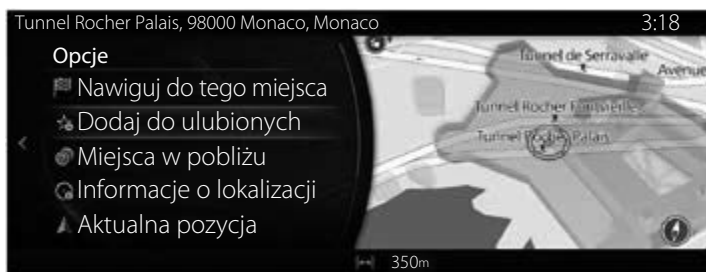 Tunnel Rocher Palais, 98000 Monaco, Monaco 3:18
Opcje
Nawiguj do tego miejsca
Dodaj do ulubionych
Miejsca w pobliżu
Informacje o lokalizacji
Aktualna pozycja
Tunnel de Serravalle
Avenue
Tunnel Rocher Fontvieille
Tunnel Rocher Palais
350m